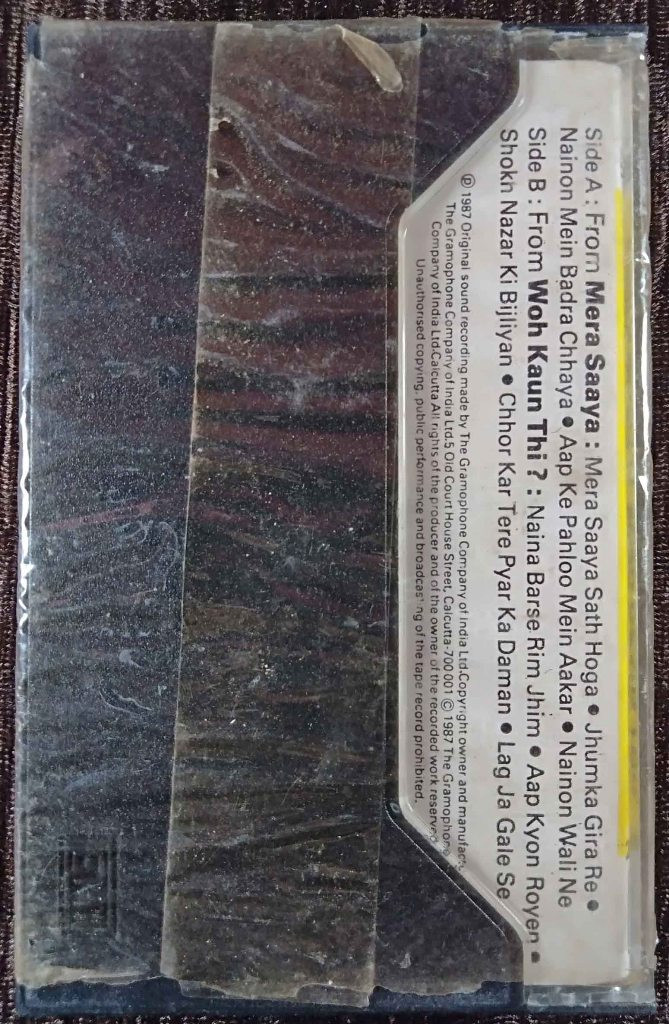 Side A : From Mera Saaya : Mera Saaya Sath Hoga • Jhumka Gira Re •
Nainon Mein Badra Chhaya • Aap Ke Pahloo Mein Aakar • Nainon Wali Ne
Side B : From Woh Kaun Thi ? : Naina Barse Rim Jhim • Aap Kyon Royen •
Shokh Nazar Ki Bijliyan • Chhor Kar Tere Pyar Ka Daman • Lag Ja Gale Se
℗ 1987 Original sound recording made by The Gramophone Company of India Ltd.Copyright owner and
The Gramophone Company of India Ltd.5 Old Court House Street, Calcutta-700 001 © 1987 The Gramophone
Company of India Ltd.Calcutta All rights of the producer and of the owner of the recorded work reserved
Unauthorised copying, public performance and broadcasting of the tape record prohibited.